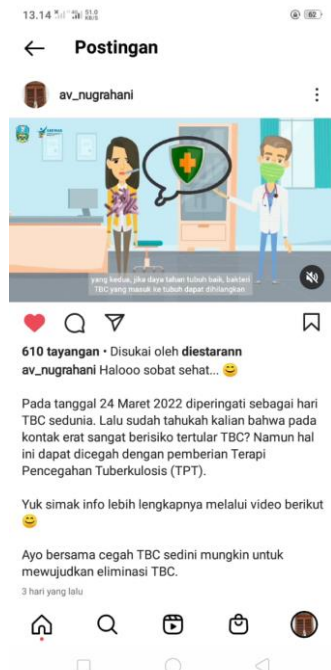 13.14
51.0
KB/S
62
Postingan
av_nugrahani
yang kedua, jika daya tahan tubuh baik, bakteri
TBC yang masuk ke tubuh dapat dihilangkan
610 tayangan • Disukai oleh diestarann
av_nugrahani Halooo sobat sehat... 😊
Pada tanggal 24 Maret 2022 diperingati sebagai hari
TBC sedunia. Lalu sudah tahukah kalian bahwa pada
kontak erat sangat berisiko tertular TBC? Namun hal
ini dapat dicegah dengan pemberian Terapi
Pencegahan Tuberkulosis (TPT).
Yuk simak info lebih lengkapnya melalui video berikut
😊
Ayo bersama cegah TBC sedini mungkin untuk
mewujudkan eliminasi TBC.
3 hari yang lalu